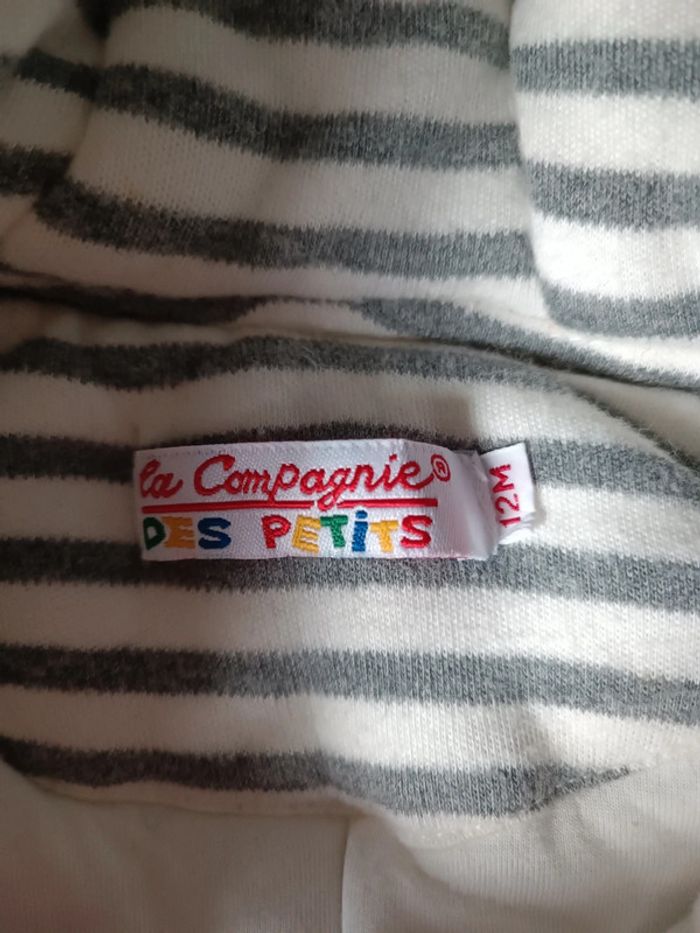 la Compagnie®
DES PETITS
12M